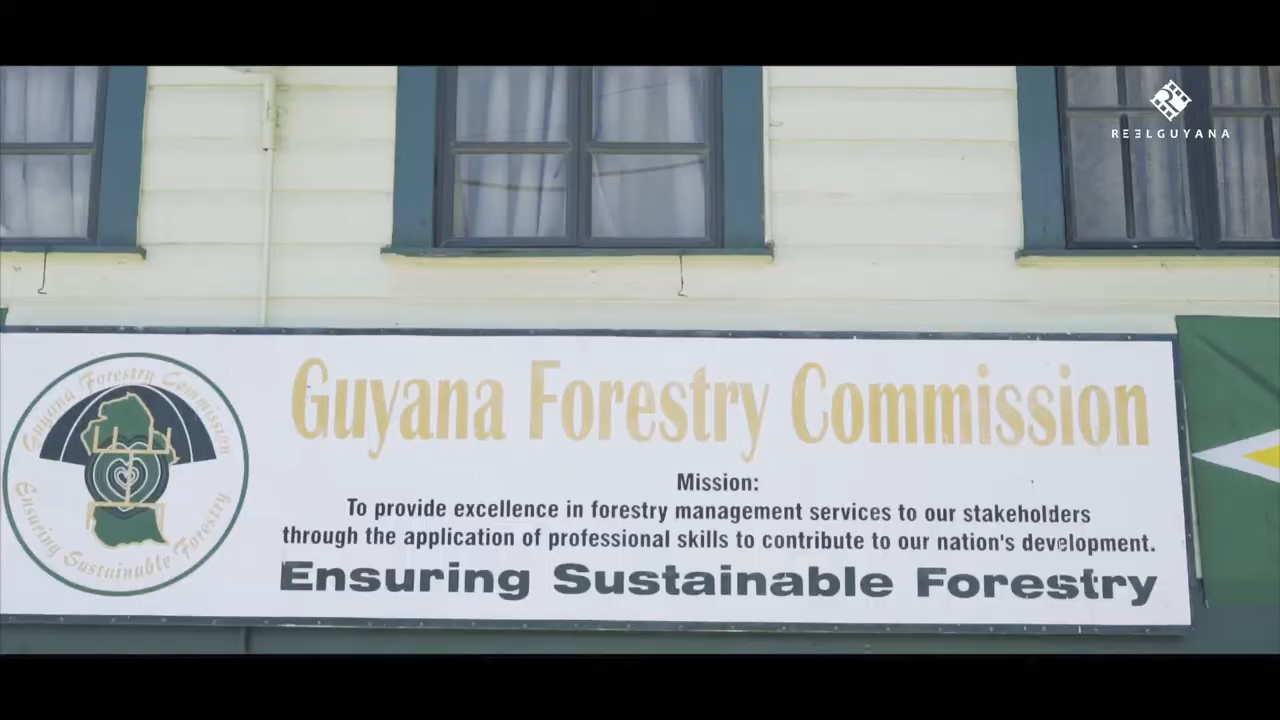 REELGUYANA
Guyana Forestry Commission
Guyana Forestry Commission
Ensuring Sustainable Forestry
Mission:
To provide excellence in forestry management services to our stakeholders
through the application of professional skills to contribute to our nation's development.
Ensuring Sustainable Forestry